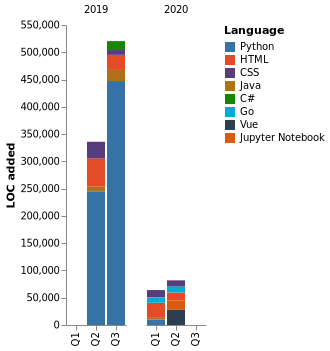 2019 2020
Language
Python
HTML
CSS
Java
C#
Go
Vue
Jupyter Notebook
LOC added
550,000
500,000
450,000
400,000
350,000
300,000
250,000
200,000
150,000
100,000
50,000
0
Q1 Q2 Q3 Q1 Q2 Q3